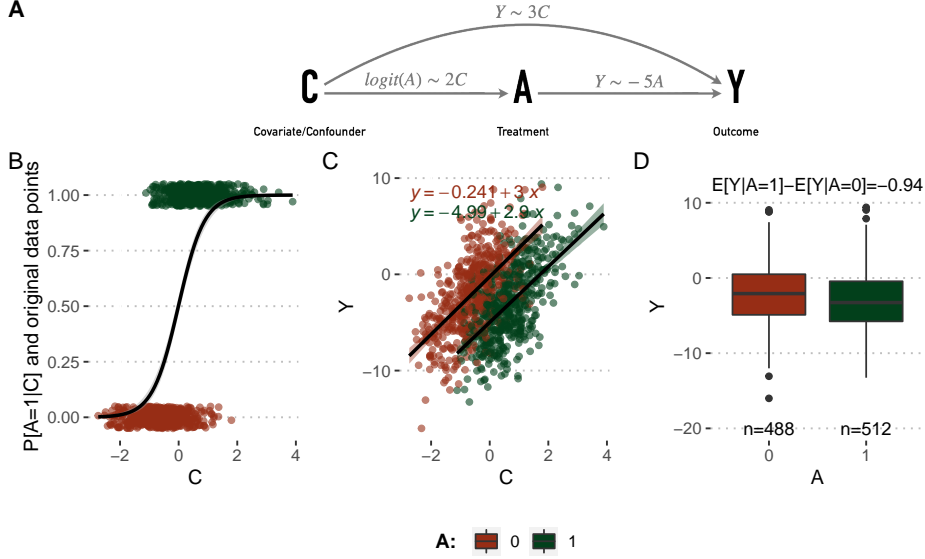 A
Y ~ 3C
logit(A) ~ 2C
Y ~ − 5A
C A Y
Covariate/Confounder Treatment Outcome
B
P[A=1|C] and original data points
1.00
0.75
0.50
0.25
0.00
−2 0 2 4
C
C
Y
10
0
−10
y = −0.241 + 3 x
y = −4.99 + 2.9 x
−2 0 2 4
C
D
E[Y|A=1]−E[Y|A=0]=−0.94
Y
10
0
−10
−20
n=488 n=512
0 1
A
A: 0 1